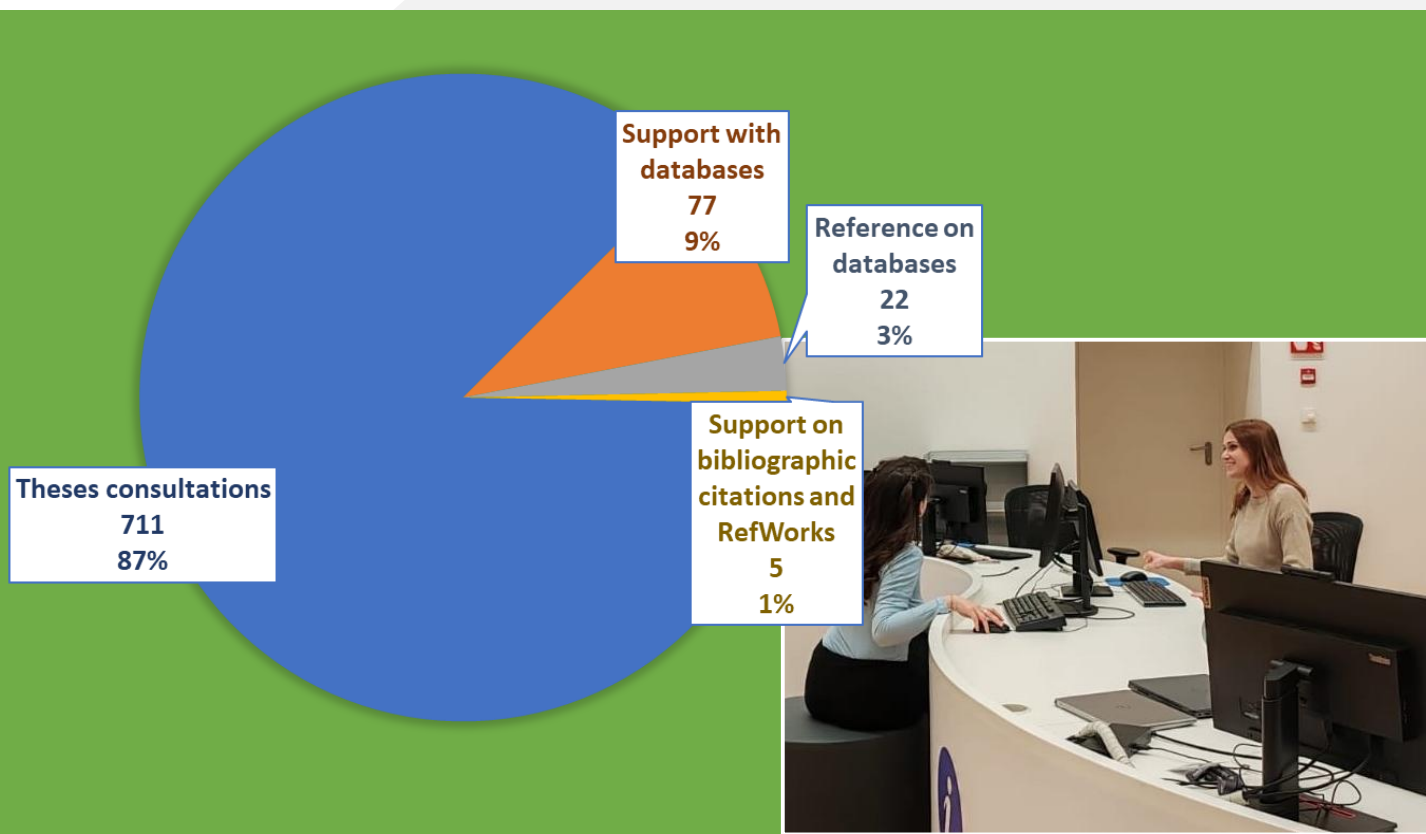 Support with
databases
77
9%
Reference on
databases
22
3%
Support on
bibliographic
citations and
RefWorks
5
1%
Theses consultations
711
87%